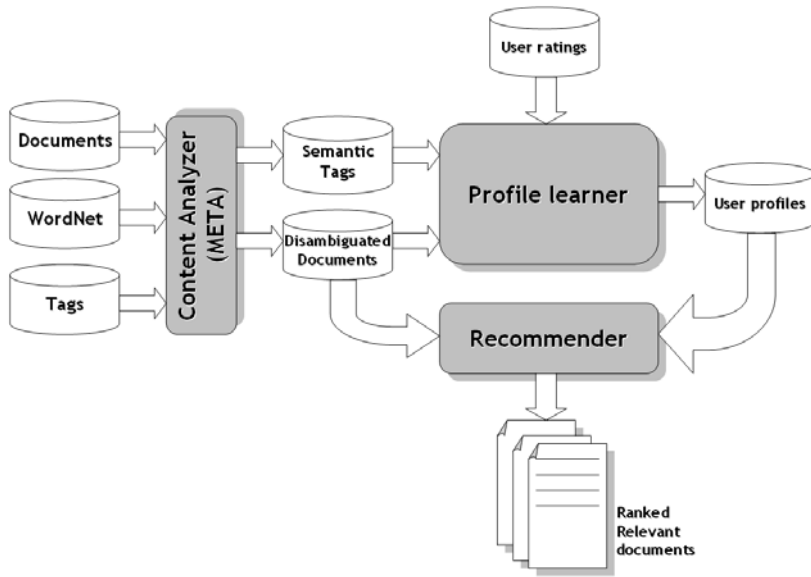 User ratings
Documents
WordNet
Tags
Content Analyzer
(META)
Semantic
Tags
Disambiguated
Documents
Profile learner
User profiles
Recommender
Ranked
Relevant
documents